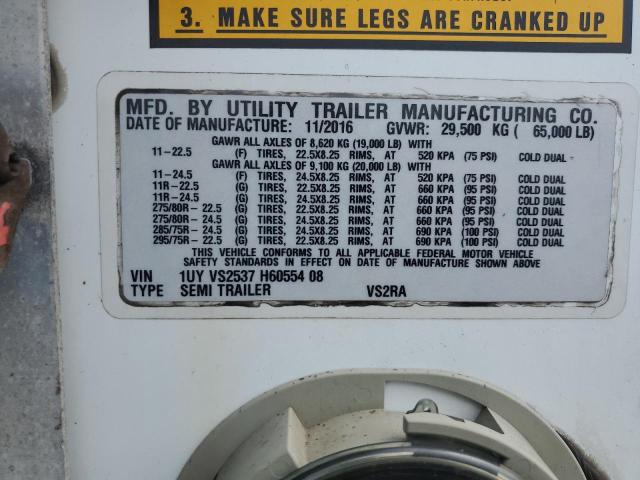 3. MAKE SURE LEGS ARE CRANKED UP
MFD. BY UTILITY TRAILER MANUFACTURING CO.
DATE OF MANUFACTURE: 11/2016 GVWR: 29,500 KG ( 65,000 LB)
GAWR ALL AXLES OF 8,620 KG (19,000 LB) WITH
11-22.5 (F) TIRES, 22.5X8.25 RIMS, AT 520 KPA (75 PSI) COLD DUAL
GAWR ALL AXLES OF 9,100 KG (20,000 LB) WITH
11-24.5 (F) TIRES, 24.5X8.25 RIMS, AT 520 KPA (75 PSI) COLD DUAL
11R-22.5 (G) TIRES, 22.5X8.25 RIMS, AT 660 KPA (95 PSI) COLD DUAL
11R-24.5 (G) TIRES, 24.5X8.25 RIMS, AT 660 KPA (95 PSI) COLD DUAL
275/80R-22.5 (G) TIRES, 22.5X8.25 RIMS, AT 660 KPA (95 PSI) COLD DUAL
275/80R-24.5 (G) TIRES, 24.5X8.25 RIMS, AT 660 KPA (95 PSI) COLD DUAL
285/75R-24.5 (G) TIRES, 24.5X8.25 RIMS, AT 690 KPA (100 PSI) COLD DUAL
295/75R-22.5 (G) TIRES, 22.5X8.25 RIMS, AT 690 KPA (100 PSI) COLD DUAL
THIS VEHICLE CONFORMS TO ALL APPLICABLE FEDERAL MOTOR VEHICLE
SAFETY STANDARDS IN EFFECT ON DATE OF MANUFACTURE SHOWN ABOVE
VIN 1UY VS2537 H60554 08
TYPE SEMI TRAILER VS2RA